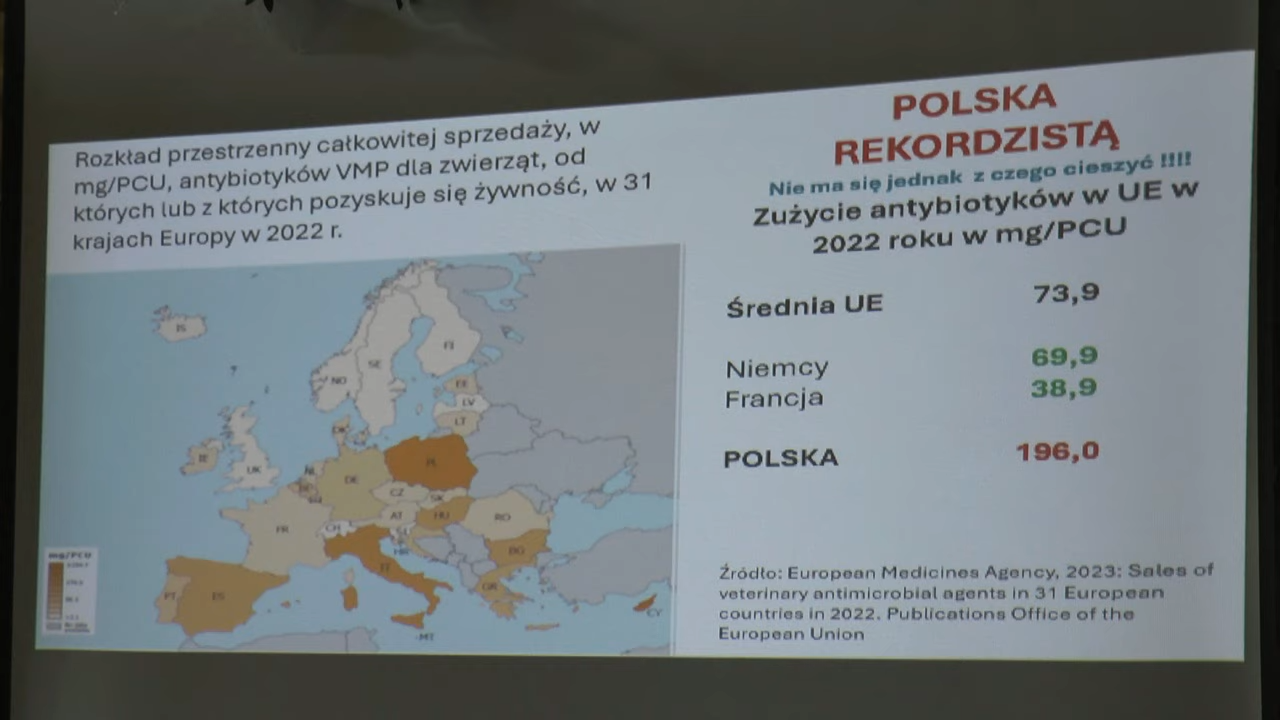 Rozkład przestrzenny całkowitej sprzedaży, w
mg/PCU, antybiotyków VMP dla zwierząt, od
których lub z których pozyskuje się żywność, w 31
krajach Europy w 2022 r.
IS
NO
SE
FI
EE
LV
LT
DK
IE
UK
NL
DE
PL
CZ
SK
FR
CH
AT
HU
RO
HR
IT
BG
PT
ES
GR
CY
MT
mg/PCU
POLSKA
REKORDZISTĄ
Nie ma się jednak z czego cieszyć !!!!
Zużycie antybiotyków w UE w
2022 roku w mg/PCU
Średnia UE 73,9
Niemcy 69,9
Francja 38,9
POLSKA 196,0
Źródło: European Medicines Agency, 2023: Sales of
veterinary antimicrobial agents in 31 European
countries in 2022. Publications Office of the
European Union